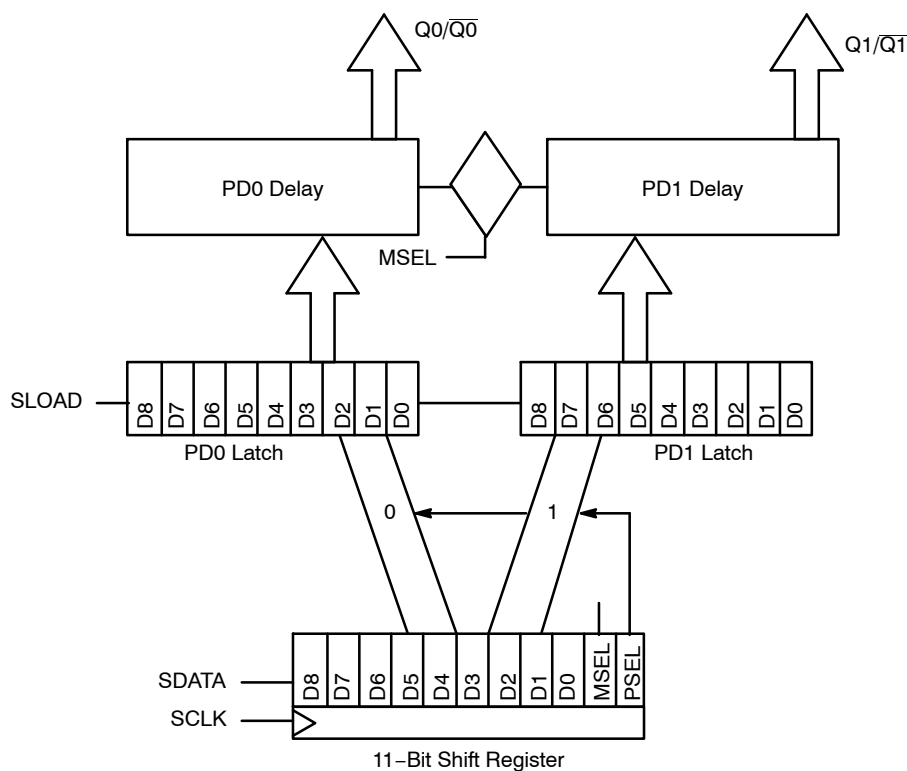 Q0/Q̅0̅
Q1/Q̅1̅
PD0 Delay
PD1 Delay
MSEL
SLOAD
D8 D7 D6 D5 D4 D3 D2 D1 D0
D8 D7 D6 D5 D4 D3 D2 D1 D0
PD0 Latch
PD1 Latch
0
1
SDATA
D8 D7 D6 D5 D4 D3 D2 D1 D0 MSEL PSEL
SCLK
11−Bit Shift Register